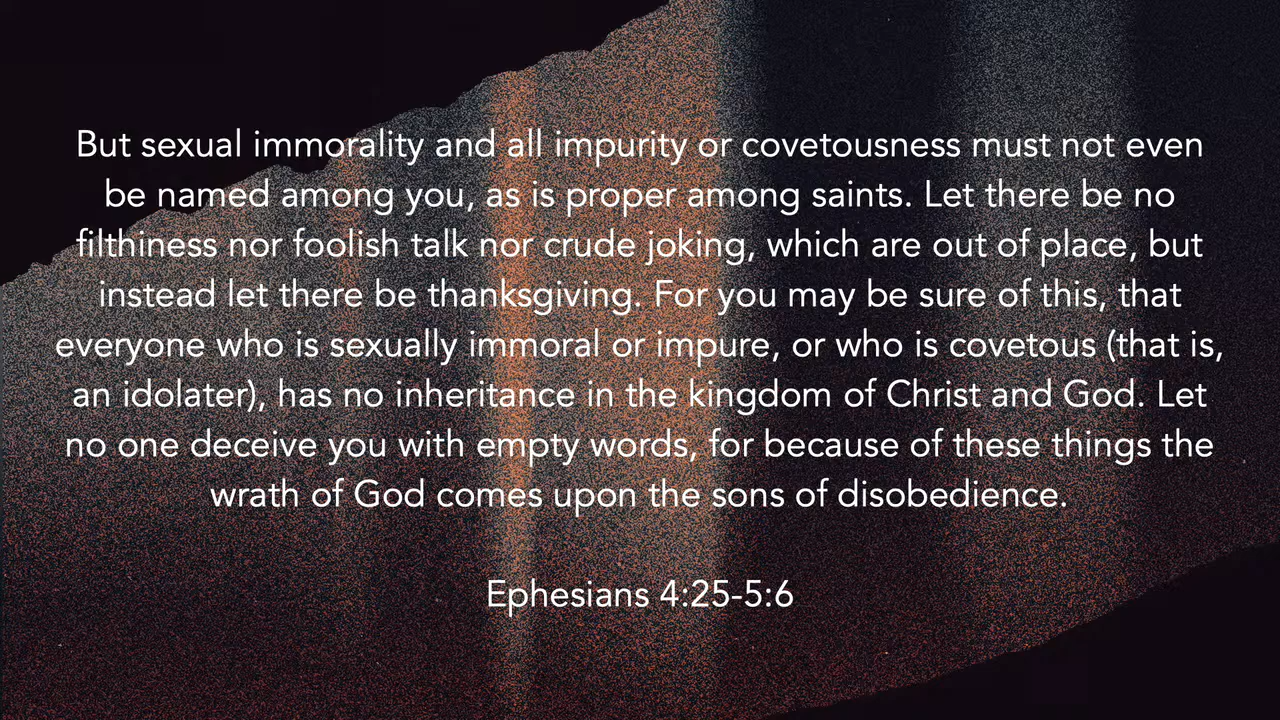 But sexual immorality and all impurity or covetousness must not even
be named among you, as is proper among saints. Let there be no
filthiness nor foolish talk nor crude joking, which are out of place, but
instead let there be thanksgiving. For you may be sure of this, that
everyone who is sexually immoral or impure, or who is covetous (that is,
an idolater), has no inheritance in the kingdom of Christ and God. Let
no one deceive you with empty words, for because of these things the
wrath of God comes upon the sons of disobedience.
Ephesians 4:25-5:6